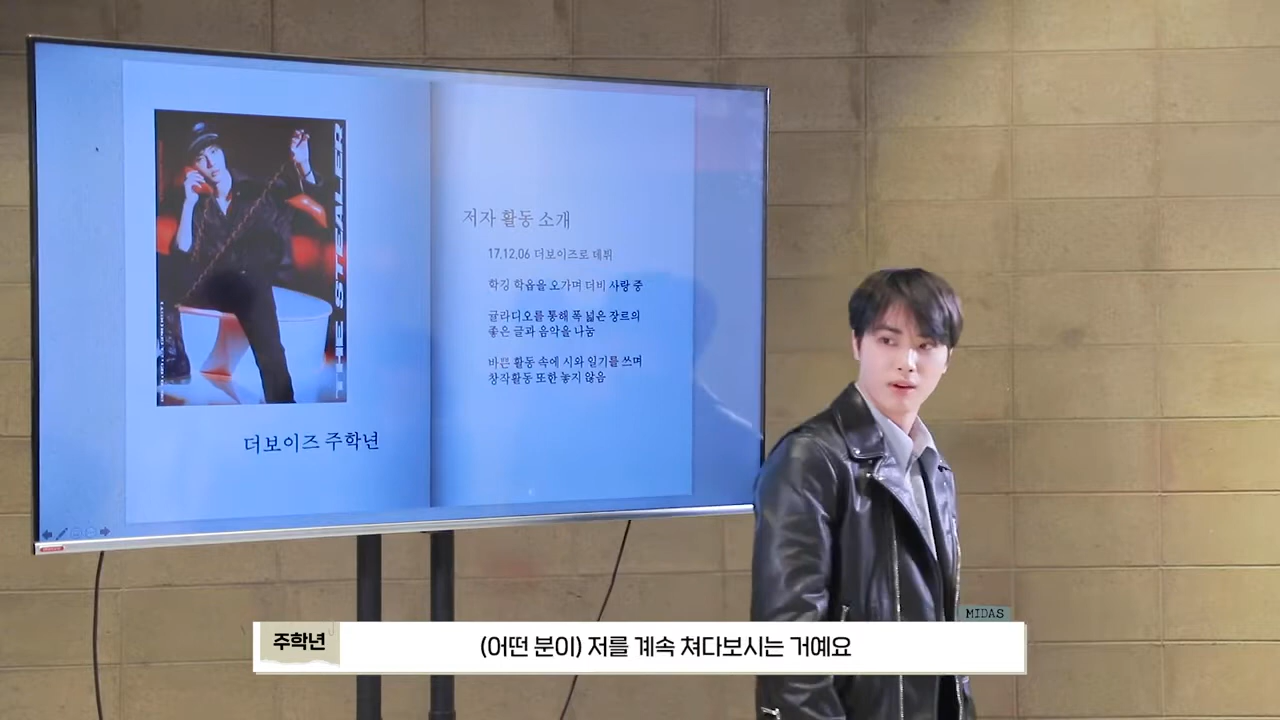 THE STEALER
더보이즈 주학년
저자 활동 소개
17.12.06 더보이즈로 데뷔
학깅 학읍을 오가며 더비 사랑 중
귤라디오를 통해 폭 넓은 장르의
좋은 글과 음악을 나눔
바쁜 활동 속에 시와 일기를 쓰며
창작활동 또한 놓지 않음
MIDAS
주학년
(어떤 분이) 저를 계속 쳐다보시는 거예요